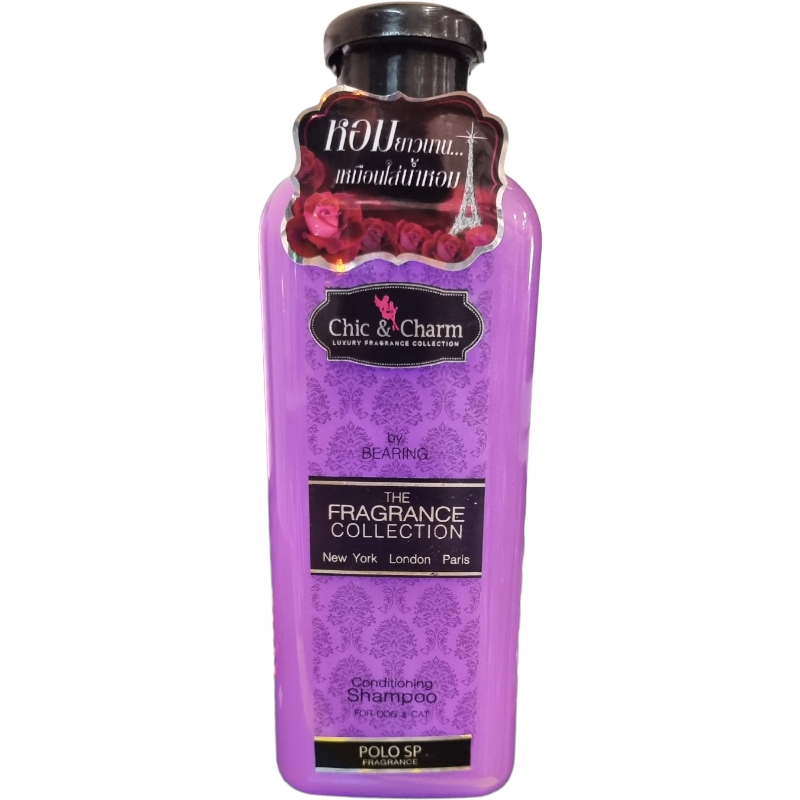 หอมยาวนาน...
เหมือนใส่น้ำหอม
Chic & Charm
LUXURY FRAGRANCE COLLECTION
by
BEARING
THE
FRAGRANCE
COLLECTION
New York London Paris
Conditioning
Shampoo
FOR DOG & CAT
POLO SP
FRAGRANCE